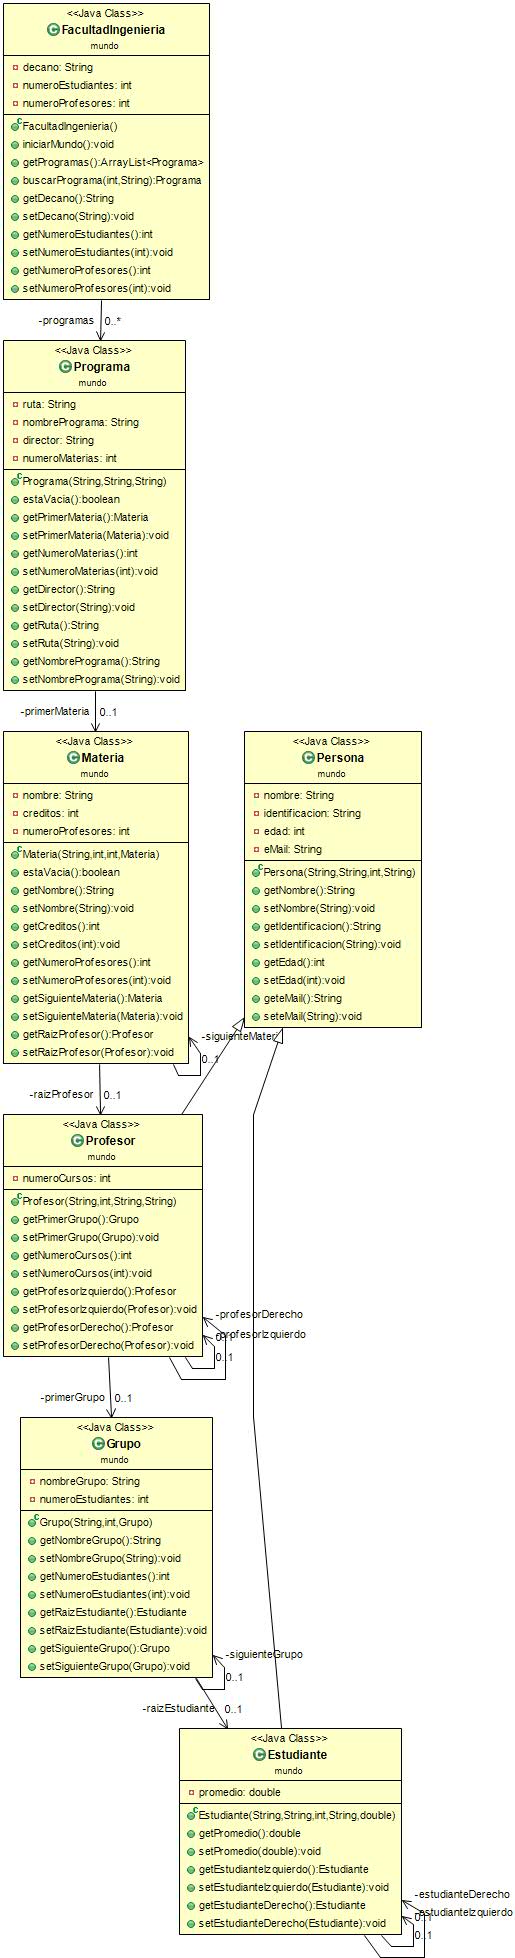 <<Java Class>>
FacultadIngenieria
mundo
decano: String
numeroEstudiantes: int
numeroProfesores: int
FacultadIngenieria()
iniciarMundo():void
getProgramas():ArrayList<Programa>
buscarPrograma(int,String):Programa
getDecano():String
setDecano(String):void
getNumeroEstudiantes():int
setNumeroEstudiantes(int):void
getNumeroProfesores():int
setNumeroProfesores(int):void
-programas 0..*
<<Java Class>>
Programa
mundo
ruta: String
nombrePrograma: String
director: String
numeroMaterias: int
Programa(String,String,String)
estaVacia():boolean
getPrimerMateria():Materia
setPrimerMateria(Materia):void
getNumeroMaterias():int
setNumeroMaterias(int):void
getDirector():String
setDirector(String):void
getRuta():String
setRuta(String):void
getNombrePrograma():String
setNombrePrograma(String):void
-primerMateria 0..1
<<Java Class>>
Materia
mundo
nombre: String
creditos: int
numeroProfesores: int
Materia(String,int,int,Materia)
estaVacia():boolean
getNombre():String
setNombre(String):void
getCreditos():int
setCreditos(int):void
getNumeroProfesores():int
setNumeroProfesores(int):void
getSiguienteMateria():Materia
setSiguienteMateria(Materia):void
getRaizProfesor():Profesor
setRaizProfesor(Profesor):void
<<Java Class>>
Persona
mundo
nombre: String
identificacion: String
edad: int
eMail: String
Persona(String,String,int,String)
getNombre():String
setNombre(String):void
getIdentificacion():String
setIdentificacion(String):void
getEdad():int
setEdad(int):void
geteMail():String
seteMail(String):void
-siguienteMateri
0..1
-raizProfesor 0..1
<<Java Class>>
Profesor
mundo
numeroCursos: int
Profesor(String,int,String,String)
getPrimerGrupo():Grupo
setPrimerGrupo(Grupo):void
getNumeroCursos():int
setNumeroCursos(int):void
getProfesorIzquierdo():Profesor
setProfesorIzquierdo(Profesor):void
getProfesorDerecho():Profesor
setProfesorDerecho(Profesor):void
-profesorDerecho
-profesorIzquierdo
0..1
0..1
-primerGrupo 0..1
<<Java Class>>
Grupo
mundo
nombreGrupo: String
numeroEstudiantes: int
Grupo(String,int,Grupo)
getNombreGrupo():String
setNombreGrupo(String):void
getNumeroEstudiantes():int
setNumeroEstudiantes(int):void
getRaizEstudiante():Estudiante
setRaizEstudiante(Estudiante):void
getSiguienteGrupo():Grupo
setSiguienteGrupo(Grupo):void
-siguienteGrupo
0..1
-raizEstudiante 0..1
<<Java Class>>
Estudiante
mundo
promedio: double
Estudiante(String,String,int,String,double)
getPromedio():double
setPromedio(double):void
getEstudianteIzquierdo():Estudiante
setEstudianteIzquierdo(Estudiante):void
getEstudianteDerecho():Estudiante
setEstudianteDerecho(Estudiante):void
-estudianteDerecho
-estudianteIzquierdo
0..1
0..1